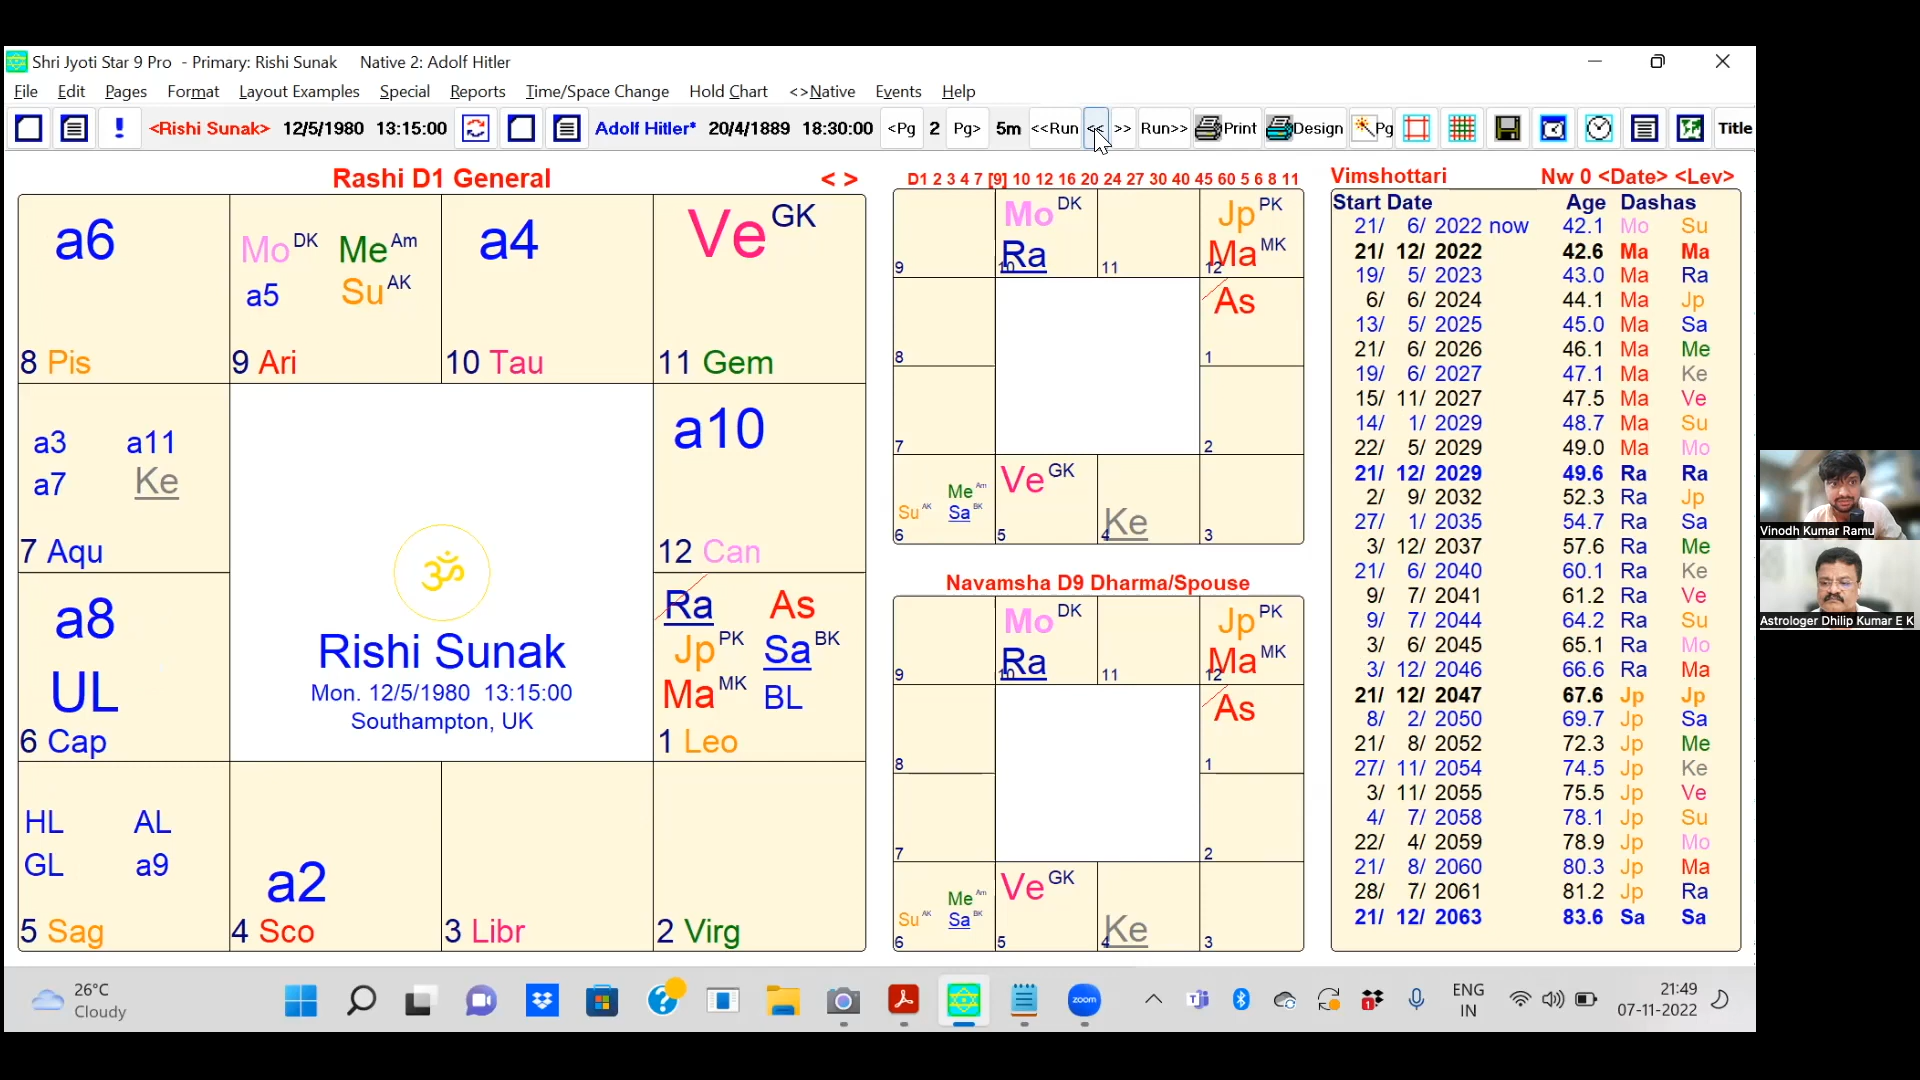 Shri Jyoti Star 9 Pro - Primary: Rishi Sunak Native 2: Adolf Hitler
File Edit Pages Format Layout Examples Special Reports Time/Space Change Hold Chart <>Native Events Help
! <Rishi Sunak> 12/5/1980 13:15:00 Adolf Hitler* 20/4/1889 18:30:00 <Pg 2 Pg> 5m <<Run << >> Run>> Print Design Pg Title
Rashi D1 General < >
a6
8 Pis
Mo DK Me Am
a5 Su AK
9 Ari
a4
10 Tau
Ve GK
11 Gem
a3 a11
a7 Ke
7 Aqu
a10
12 Can
a8
UL
6 Cap
ॐ
Rishi Sunak
Mon. 12/5/1980 13:15:00
Southampton, UK
Ra As
Jp PK Sa BK
Ma MK BL
1 Leo
HL AL
GL a9
5 Sag
a2
4 Sco
3 Libr
2 Virg
D1 2 3 4 7 [9] 10 12 16 20 24 27 30 40 45 60 5 6 8 11
9
Mo DK
Ra
10
11
Jp PK
Ma MK
12
8
As
1
7
2
Me Am
Su AK Sa BK
6
Ve GK
5
Ke
4
3
Navamsha D9 Dharma/Spouse
9
Mo DK
Ra
10
11
Jp PK
Ma MK
12
8
As
1
7
2
Me Am
Su AK Sa BK
6
Ve GK
5
Ke
4
3
Vimshottari Nw 0 <Date> <Lev>
Start Date Age Dashas
21/ 6/ 2022 now 42.1 Mo Su
21/ 12/ 2022 42.6 Ma Ma
19/ 5/ 2023 43.0 Ma Ra
6/ 6/ 2024 44.1 Ma Jp
13/ 5/ 2025 45.0 Ma Sa
21/ 6/ 2026 46.1 Ma Me
19/ 6/ 2027 47.1 Ma Ke
15/ 11/ 2027 47.5 Ma Ve
14/ 1/ 2029 48.7 Ma Su
22/ 5/ 2029 49.0 Ma Mo
21/ 12/ 2029 49.6 Ra Ra
2/ 9/ 2032 52.3 Ra Jp
27/ 1/ 2035 54.7 Ra Sa
3/ 12/ 2037 57.6 Ra Me
21/ 6/ 2040 60.1 Ra Ke
9/ 7/ 2041 61.2 Ra Ve
9/ 7/ 2044 64.2 Ra Su
3/ 6/ 2045 65.1 Ra Mo
3/ 12/ 2046 66.6 Ra Ma
21/ 12/ 2047 67.6 Jp Jp
8/ 2/ 2050 69.7 Jp Sa
21/ 8/ 2052 72.3 Jp Me
27/ 11/ 2054 74.5 Jp Ke
3/ 11/ 2055 75.5 Jp Ve
4/ 7/ 2058 78.1 Jp Su
22/ 4/ 2059 78.9 Jp Mo
21/ 8/ 2060 80.3 Jp Ma
28/ 7/ 2061 81.2 Jp Ra
21/ 12/ 2063 83.6 Sa Sa
Vinodh Kumar Ramu
Astrologer Dhilip Kumar E K
26°C
Cloudy
?
zoom
T
1
ENG
IN
21:49
07-11-2022